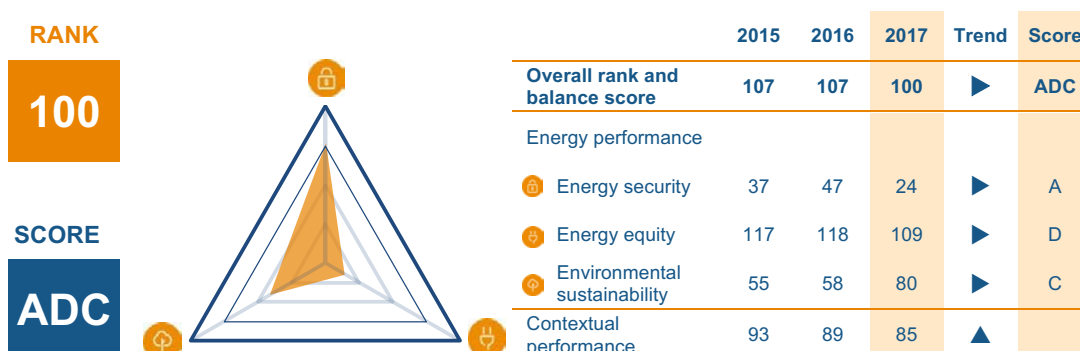 RANK
100
SCORE
ADC
2015 2016 2017 Trend Score
Overall rank and
balance score 107 107 100 ADC
Energy performance
Energy security 37 47 24 A
Energy equity 117 118 109 D
Environmental
sustainability 55 58 80 C
Contextual
performance 93 89 85